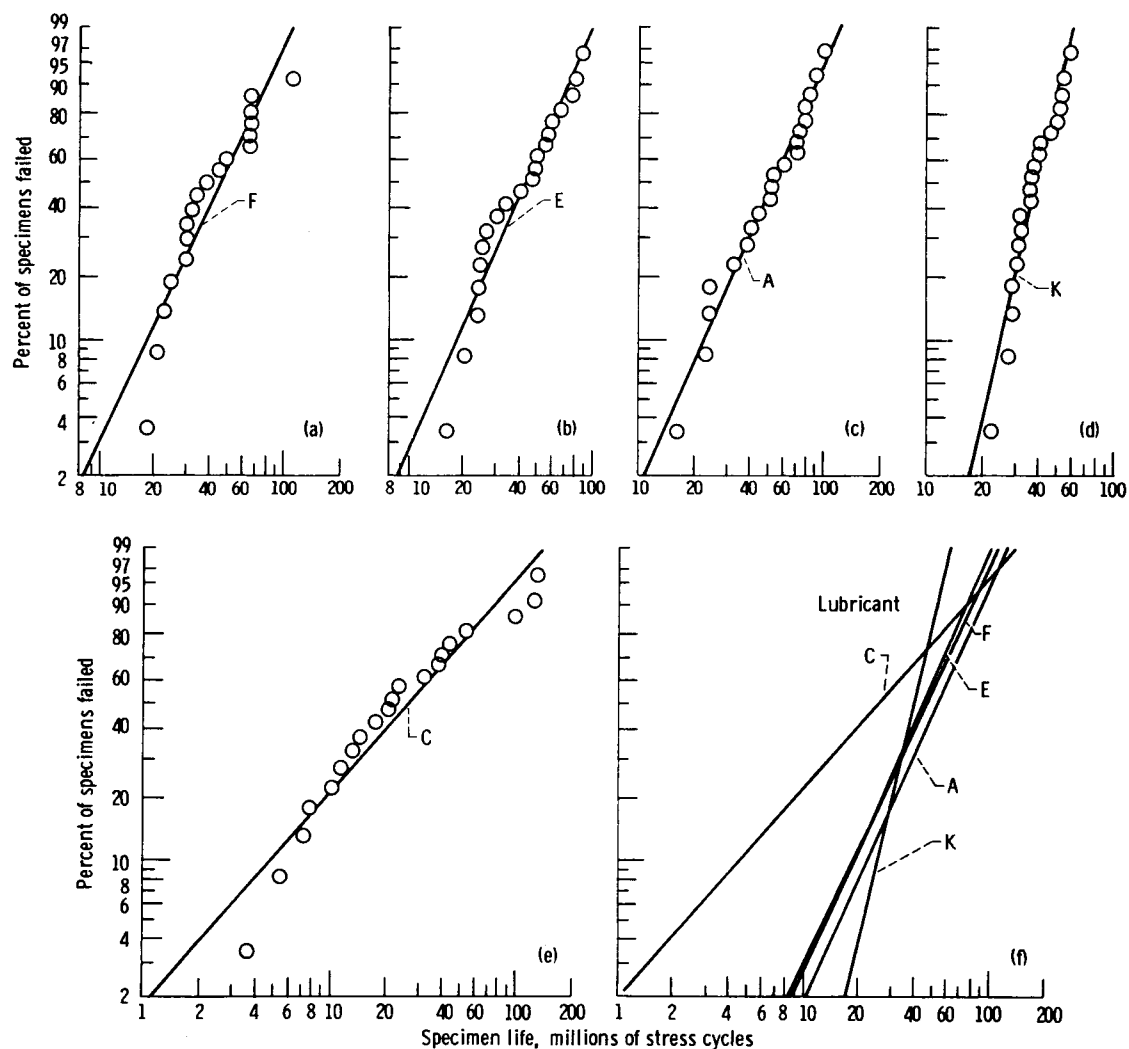 99
97
95
90
80
60
40
20
10
8
6
4
2
Percent of specimens failed
F
(a)
8 10 20 40 60 100 200
E
(b)
8 10 20 40 60 100
A
(c)
10 20 40 60 100 200
K
(d)
10 20 40 60 100
99
97
95
90
80
60
40
20
10
8
6
4
2
Percent of specimens failed
C
(e)
1 2 4 6 8 10 20 40 60 100 200
Lubricant
C
F
E
A
K
(f)
1 2 4 6 8 10 20 40 60 100 200
Specimen life, millions of stress cycles